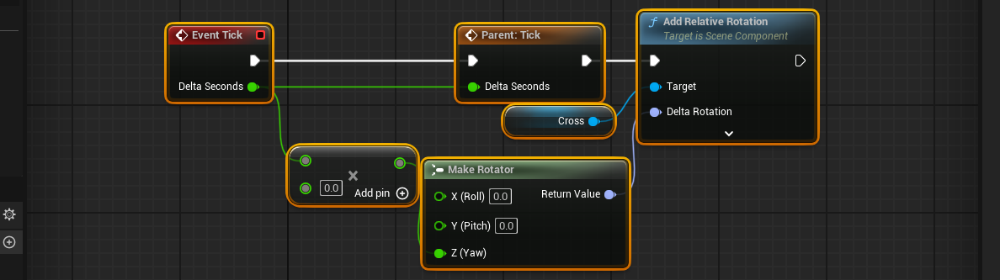 Event Tick
Delta Seconds
Parent: Tick
Delta Seconds
Cross
Add Relative Rotation
Target is Scene Component
Target
Delta Rotation
0.0
Add pin
Make Rotator
X (Roll) 0.0
Return Value
Y (Pitch) 0.0
Z (Yaw)